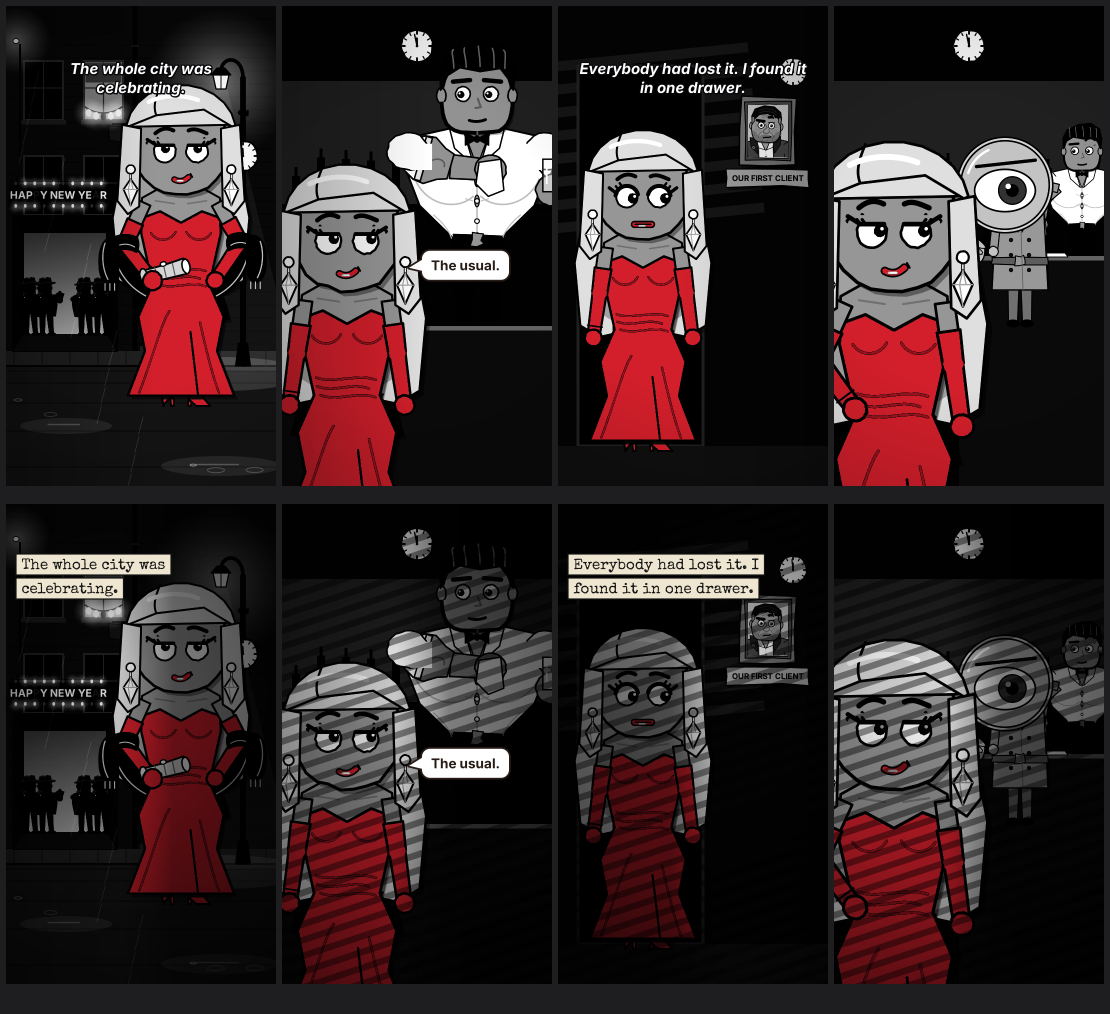 The whole city was
celebrating.
HAP Y NEW YE R
The usual.
Everybody had lost it. I found it
in one drawer.
OUR FIRST CLIENT
The whole city was
celebrating.
HAP Y NEW YE R
The usual.
Everybody had lost it. I
found it in one drawer.
OUR FIRST CLIENT